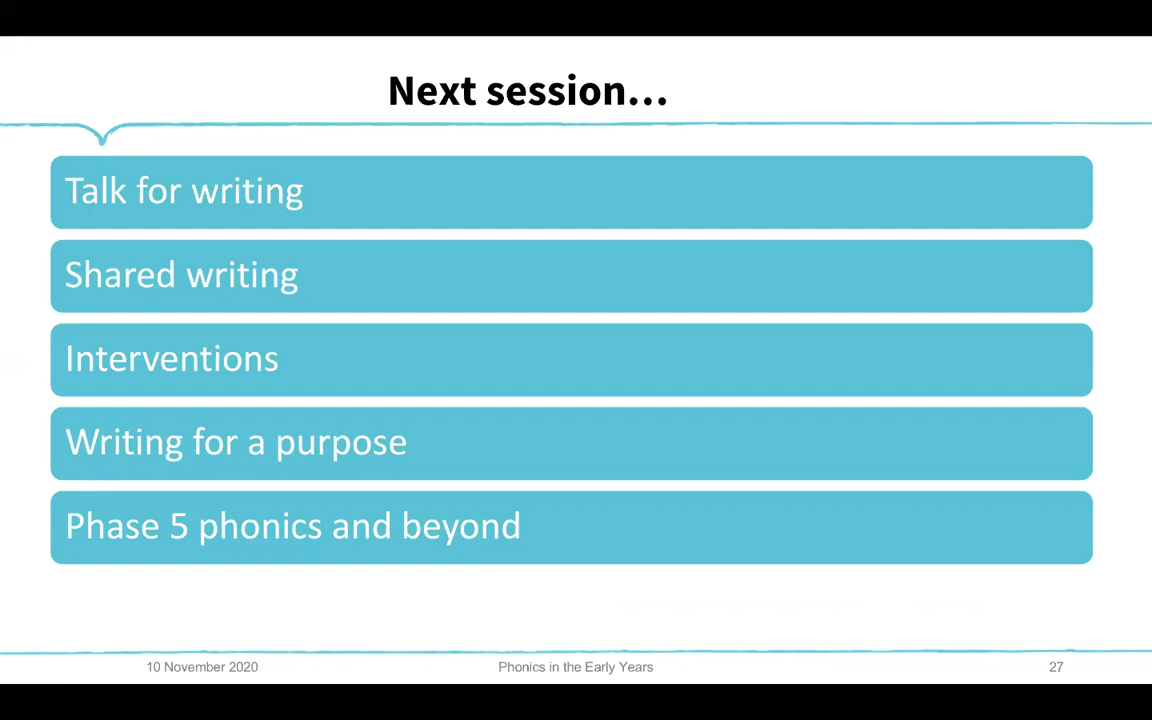 Next session...
Talk for writing
Shared writing
Interventions
Writing for a purpose
Phase 5 phonics and beyond
10 November 2020
Phonics in the Early Years
27